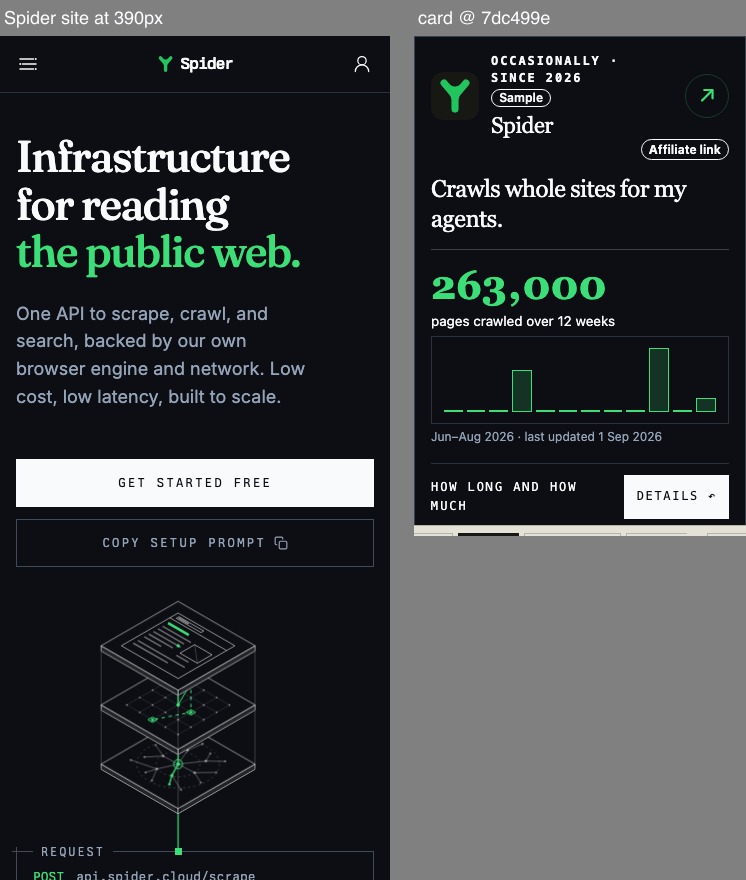 Spider site at 390px
Spider
Infrastructure
for reading
the public web.
One API to scrape, crawl, and
search, backed by our own
browser engine and network. Low
cost, low latency, built to scale.
GET STARTED FREE
COPY SETUP PROMPT
REQUEST
POST api.spider.cloud/scrape
card @ 7dc499e
OCCASIONALLY ·
SINCE 2026
Sample
Spider
Affiliate link
Crawls whole sites for my
agents.
263,000
pages crawled over 12 weeks
Jun–Aug 2026 · last updated 1 Sep 2026
HOW LONG AND HOW
MUCH
DETAILS ↶